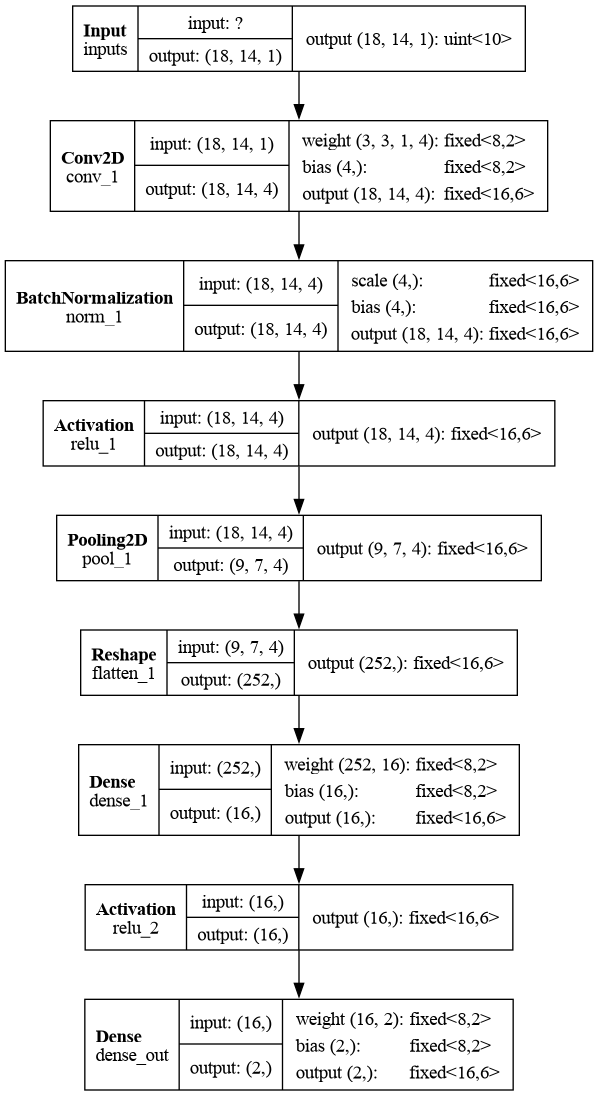 Input
inputs
input: ?
output: (18, 14, 1)
output (18, 14, 1): uint<10>
Conv2D
conv_1
input: (18, 14, 1)
output: (18, 14, 4)
weight (3, 3, 1, 4): fixed<8,2>
bias (4,): fixed<8,2>
output (18, 14, 4): fixed<16,6>
BatchNormalization
norm_1
input: (18, 14, 4)
output: (18, 14, 4)
scale (4,): fixed<16,6>
bias (4,): fixed<16,6>
output (18, 14, 4): fixed<16,6>
Activation
relu_1
input: (18, 14, 4)
output: (18, 14, 4)
output (18, 14, 4): fixed<16,6>
Pooling2D
pool_1
input: (18, 14, 4)
output: (9, 7, 4)
output (9, 7, 4): fixed<16,6>
Reshape
flatten_1
input: (9, 7, 4)
output: (252,)
output (252,): fixed<16,6>
Dense
dense_1
input: (252,)
output: (16,)
weight (252, 16): fixed<8,2>
bias (16,): fixed<8,2>
output (16,): fixed<16,6>
Activation
relu_2
input: (16,)
output: (16,)
output (16,): fixed<16,6>
Dense
dense_out
input: (16,)
output: (2,)
weight (16, 2): fixed<8,2>
bias (2,): fixed<8,2>
output (2,): fixed<16,6>